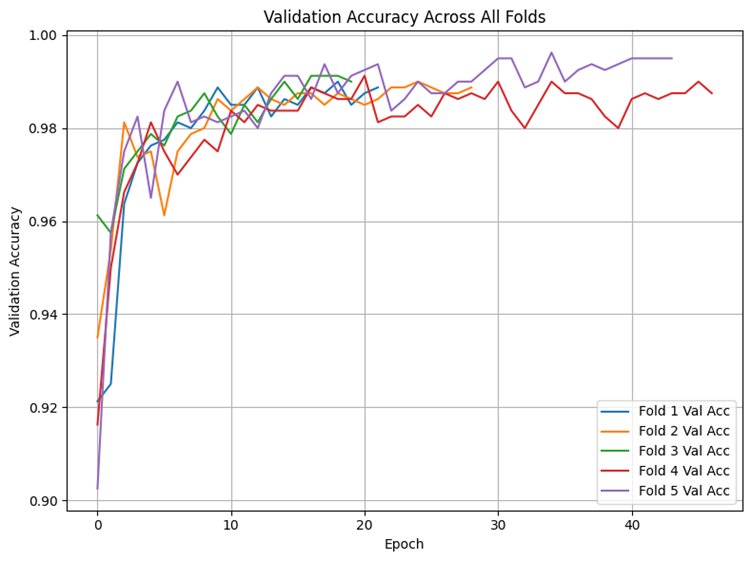 Validation Accuracy Across All Folds
1.00
0.98
0.96
0.94
0.92
0.90
Validation Accuracy
0
10
20
30
40
Epoch
Fold 1 Val Acc
Fold 2 Val Acc
Fold 3 Val Acc
Fold 4 Val Acc
Fold 5 Val Acc